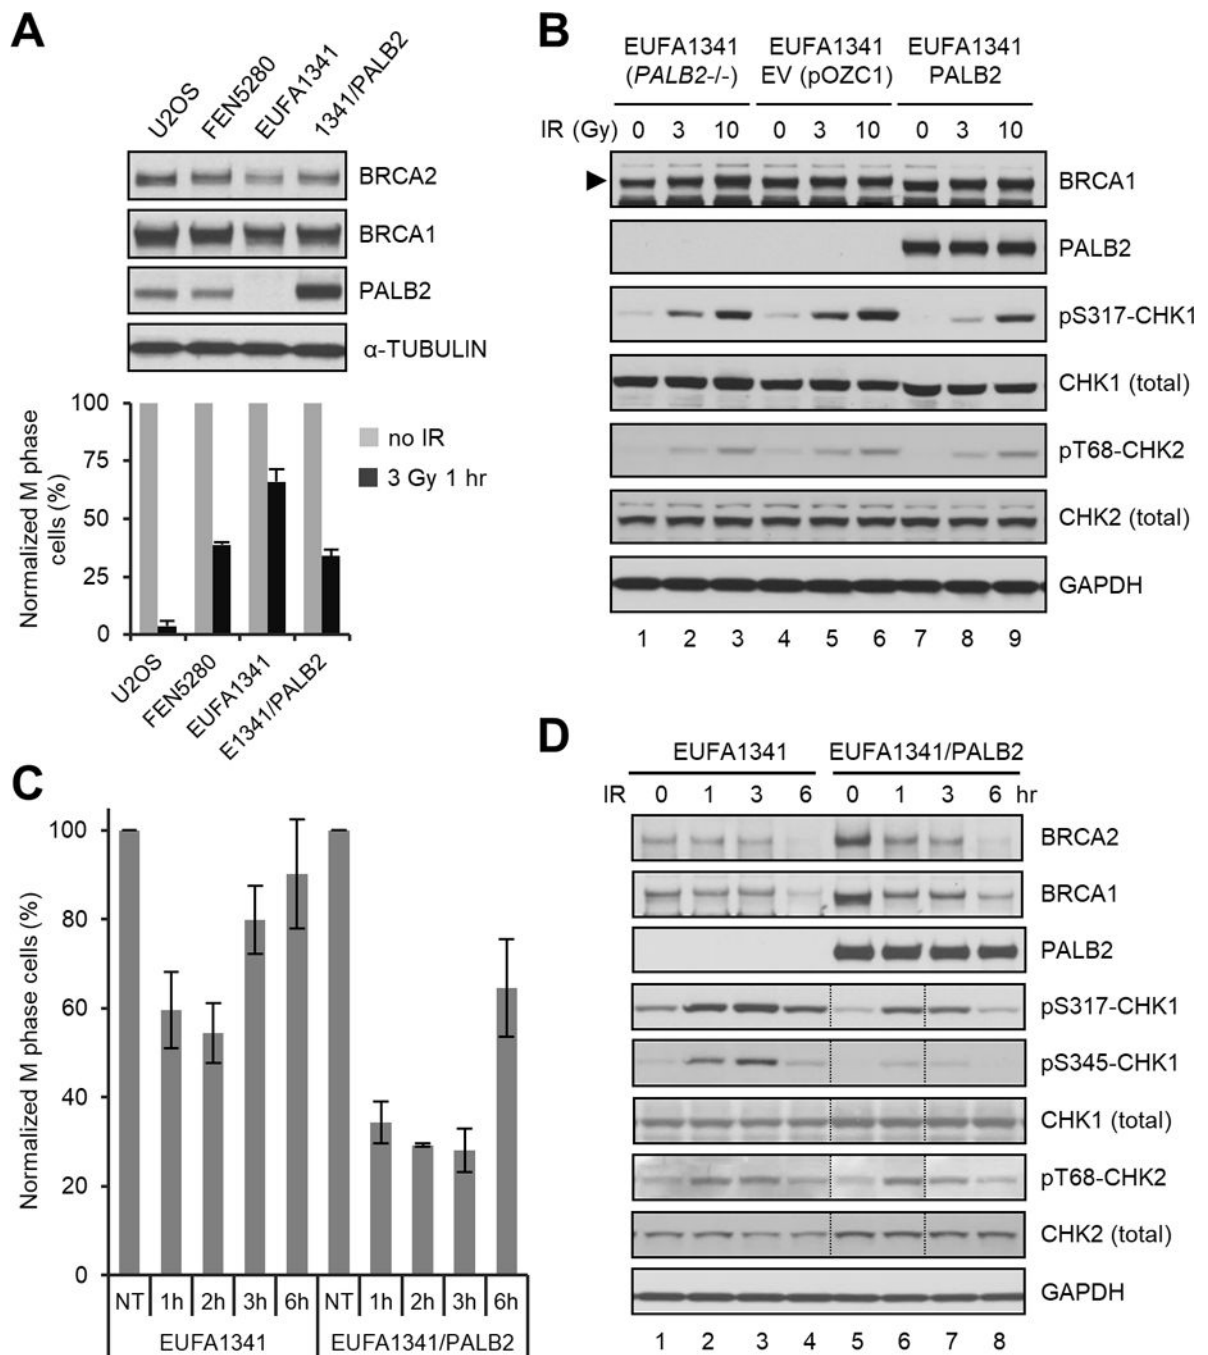 A
U2OS
FEN5280
EUFA1341
1341/PALB2
BRCA2
BRCA1
PALB2
α-TUBULIN
100
75
50
25
0
Normalized M phase
cells (%)
no IR
3 Gy 1 hr
U2OS
FEN5280
EUFA1341
E1341/PALB2
B
EUFA1341 EUFA1341 EUFA1341
(PALB2-/-) EV (pOZC1) PALB2
IR (Gy) 0 3 10 0 3 10 0 3 10
BRCA1
PALB2
pS317-CHK1
CHK1 (total)
pT68-CHK2
CHK2 (total)
GAPDH
1 2 3 4 5 6 7 8 9
C
100
80
60
40
20
0
Normalized M phase cells (%)
NT 1h 2h 3h 6h NT 1h 2h 3h 6h
EUFA1341 EUFA1341/PALB2
D
EUFA1341 EUFA1341/PALB2
IR 0 1 3 6 0 1 3 6 hr
BRCA2
BRCA1
PALB2
pS317-CHK1
pS345-CHK1
CHK1 (total)
pT68-CHK2
CHK2 (total)
GAPDH
1 2 3 4 5 6 7 8